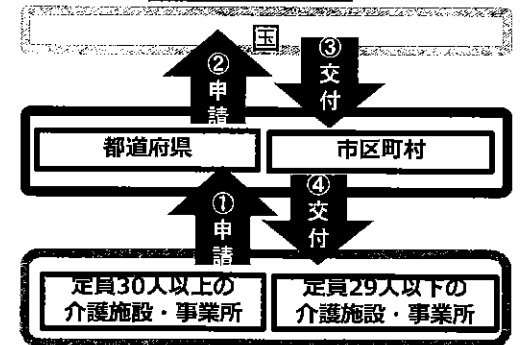 国
②申請
③交付
都道府県
市区町村
①申請
④交付
定員30人以上の
介護施設・事業所
定員29人以下の
介護施設・事業所